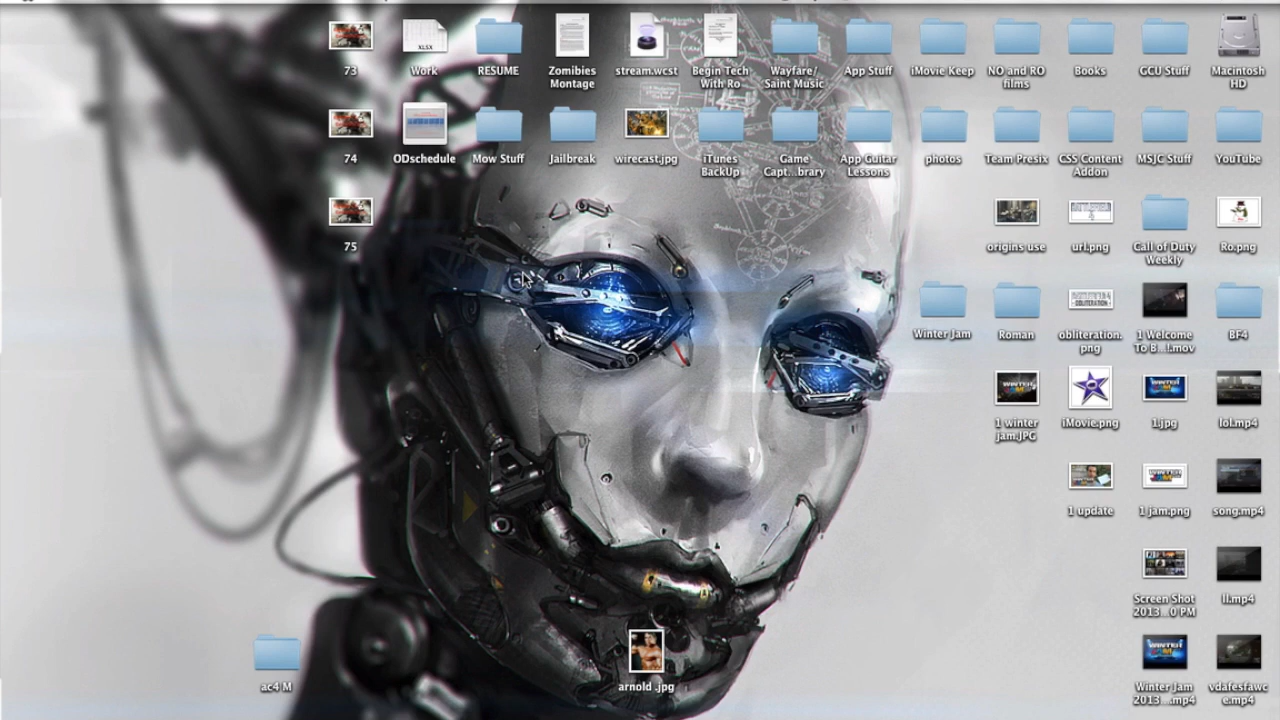 73
Work
RESUME
Zomibies
Montage
stream.wcst
Begin Tech
With Ro
Wayfare/
Saint Music
App Stuff
iMovie Keep
NO and RO
films
Books
GCU Stuff
Macintosh
HD
XLSX
74
ODschedule
Mow Stuff
Jailbreak
wirecast.jpg
iTunes
BackUp
Game
Capt...brary
App Guitar
Lessons
photos
Team Presix
CSS Content
Addon
MSJC Stuff
YouTube
75
origins use
url.png
Call of Duty
Weekly
Ro.png
Winter Jam
Roman
obliteration.
png
1 Welcome
To B...!.mov
BF4
1 winter
jam.JPG
iMovie.png
1.jpg
lol.mp4
1 update
1 jam.png
song.mp4
Screen Shot
2013...0 PM
ll.mp4
ac4 M
arnold .jpg
Winter Jam
2013 ....mp4
vdafesfawc
e.mp4